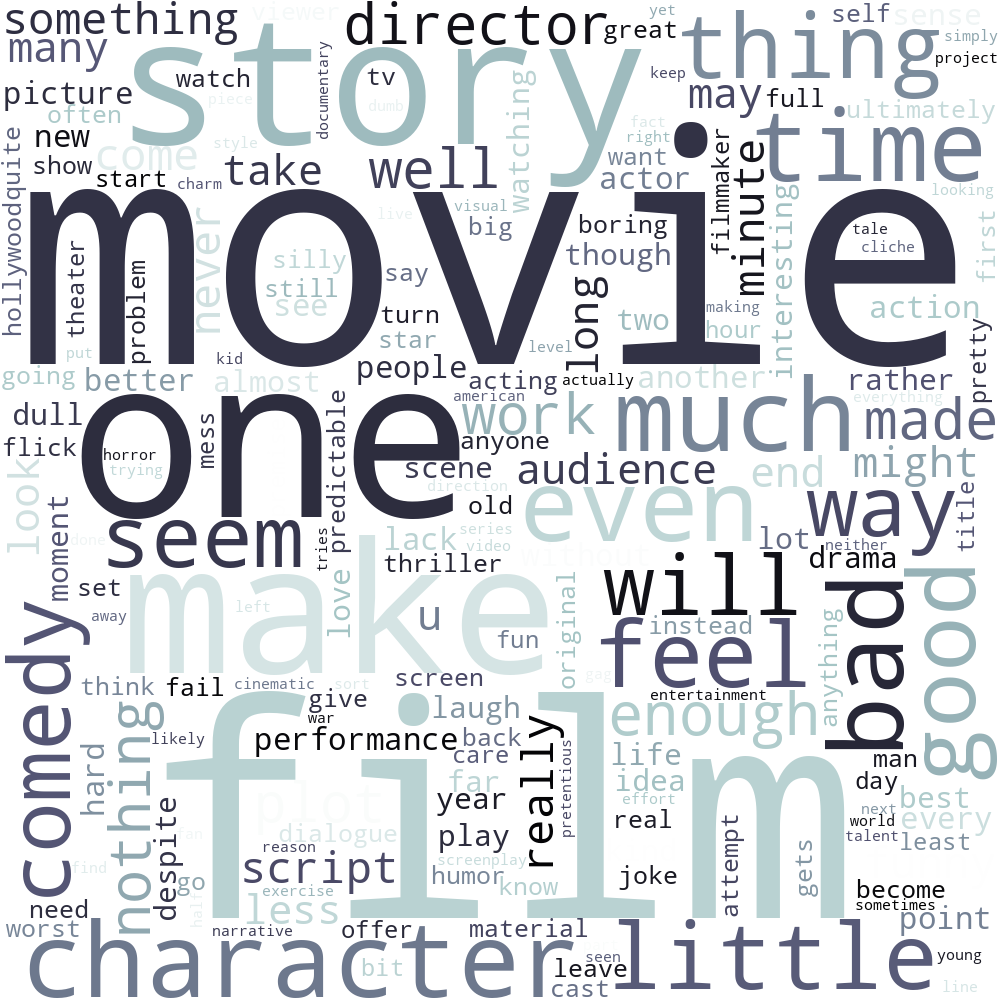 something
director
viewer
self
sense
yet
many
story
great
thing
simply
project
picture
watch
tv
documentary
keep
may
full
ultimately
often
piece
dumb
watching
fact
right
time
new
come
style
take
well
want
actor
filmmaker
minute
show
start
charm
movie
looking
hollywood
quite
theater
problem
never
silly
still
see
live
say
visual
big
boring
though
long
interesting
tale
cliche
first
turn
star
two
making
hour
action
put
kid
people
level
going
better
almost
acting
actually
another
rather
pretty
american
everything
dull
one
work
much
made
flick
horror
trying
mess
predictable
anyone
scene
audience
end
might
look
direction
old
even
way
title
moment
seem
tries
lack
series
video
without
lot
neither
done
thriller
will
drama
set
make
love
away
left
u
fun
original
feel
instead
anything
bad
good
comedy
think
fail
cinematic
sort
screen
gag
entertainment
give
war
laugh
enough
nothing
likely
performance
back
really
pretentious
man
hard
care
life
far
idea
day
film
plot
year
effort
best
next
despite
fan
dialogue
play
real
world
every
talent
least
reason
script
screenplay
attempt
gets
find
go
exercise
humor
know
joke
become
sometimes
need
half
less
worst
narrative
offer
material
point
character
little
bit
seen
leave
cast
young
line